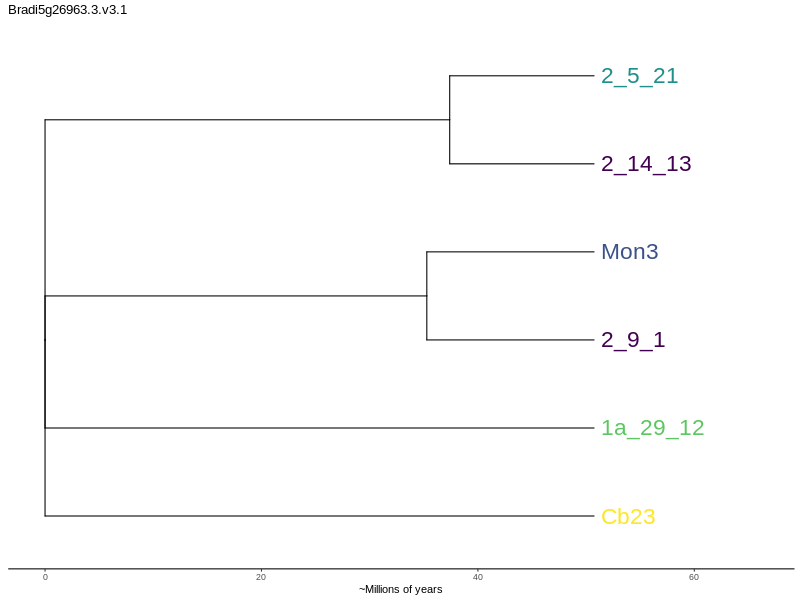 Bradi5g26963.3.v3.1
2_5_21
2_14_13
Mon3
2_9_1
1a_29_12
Cb23
0 20 40 60
~Millions of years